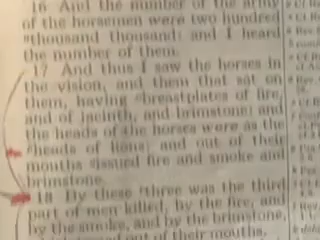 16 And the number of the army
of the horsemen were two hundred
thousand thousand: and I heard
the number of them.
17 And thus I saw the horses in
the vision, and them that sat on
them, having breastplates of fire,
and of jacinth, and brimstone: and
the heads of the horses were as the
heads of lions; and out of their
mouths issued fire and smoke and
brimstone.
18 By these three was the third
part of men killed, by the fire, and
by the smoke, and by the brimstone,
out of their mouths.